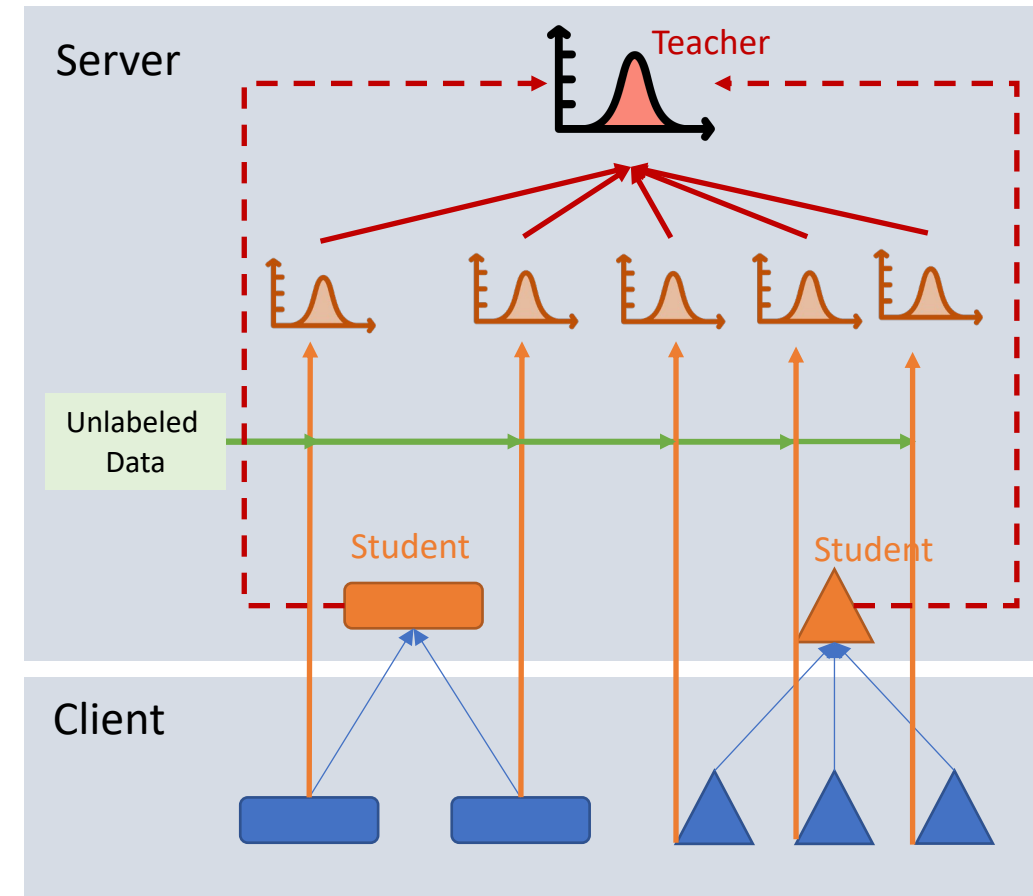 Server
Teacher
Unlabeled
Data
Student
Student
Client